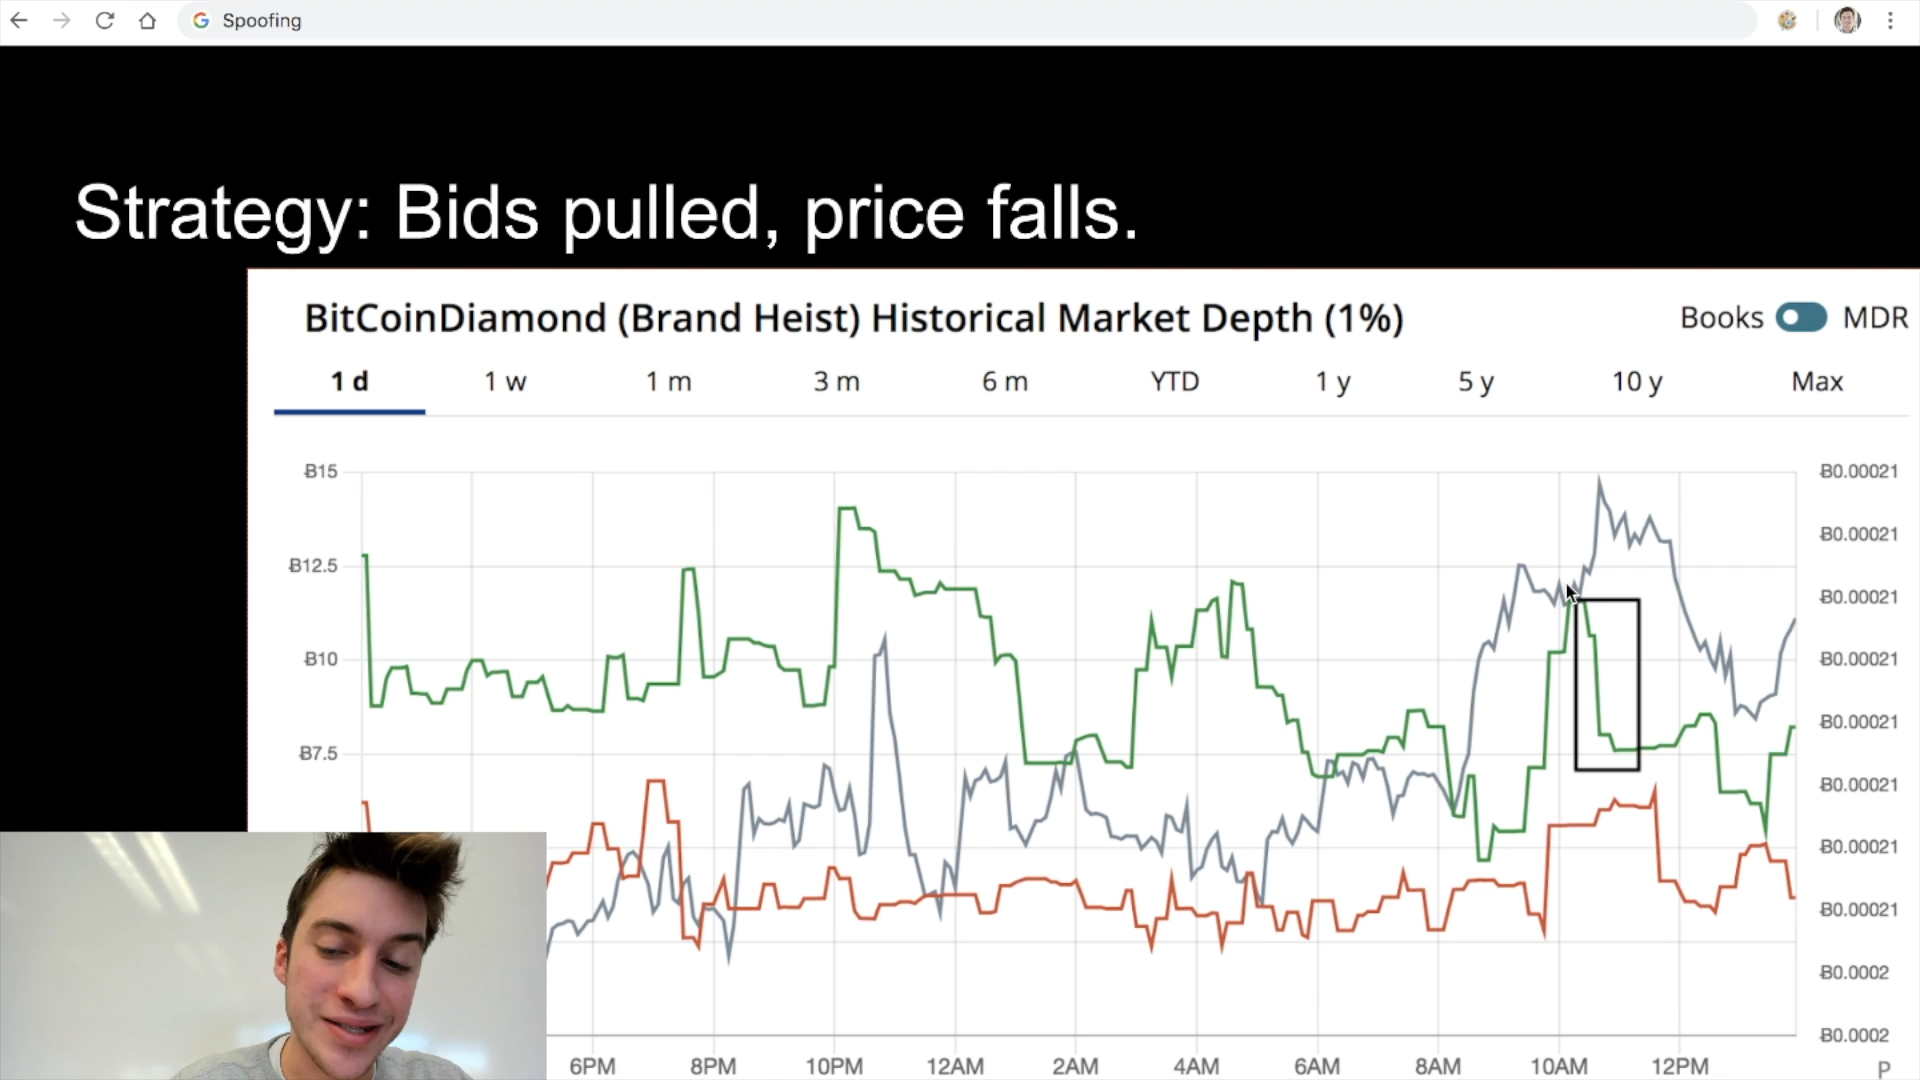 Spoofing
Strategy: Bids pulled, price falls.
BitCoinDiamond (Brand Heist) Historical Market Depth (1%)
Books MDR
1 d 1 w 1 m 3 m 6 m YTD 1 y 5 y 10 y Max
Ƀ15 Ƀ0.00021
Ƀ0.00021
Ƀ12.5
Ƀ0.00021
Ƀ10 Ƀ0.00021
Ƀ0.00021
Ƀ7.5
Ƀ0.00021
Ƀ0.00021
Ƀ0.00021
Ƀ0.0002
Ƀ0.0002
6PM 8PM 10PM 12AM 2AM 4AM 6AM 8AM 10AM 12PM P